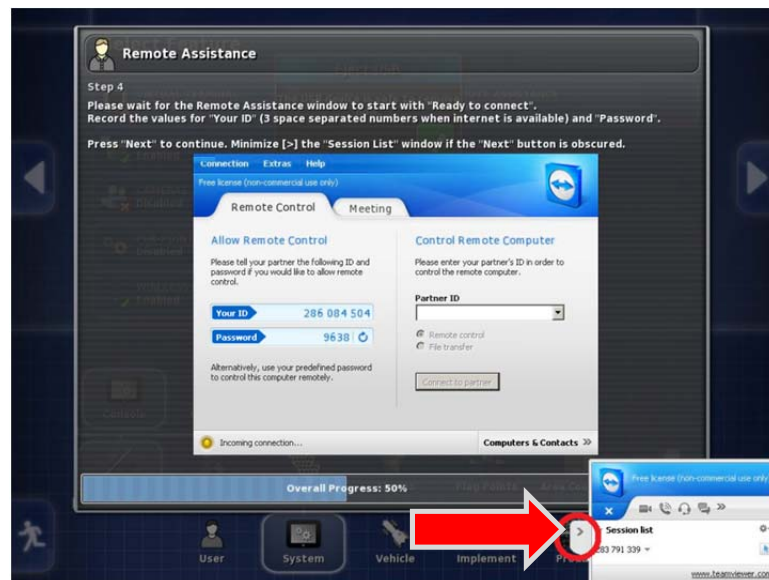 Remote Assistance
Step 4
Please wait for the Remote Assistance window to start with "Ready to connect".
Record the values for "Your ID" (3 space separated numbers when internet is available) and "Password".
Press "Next" to continue. Minimize [>] the "Session List" window if the "Next" button is obscured.
Connection Extras Help
Free license (non-commercial use only)
Remote Control Meeting
Allow Remote Control
Please tell your partner the following ID and
password if you would like to allow remote
control.
Your ID 286 084 504
Password 9638
Alternatively, use your predefined password
to control this computer remotely.
Control Remote Computer
Please enter your partner's ID in order to
control the remote computer.
Partner ID
Remote control
File transfer
Connect to partner
Incoming connection...
Computers & Contacts »
Overall Progress: 50%
Free license (non-commercial use only
Session list
83 791 339
www.teamviewer.com
User System Vehicle Implement